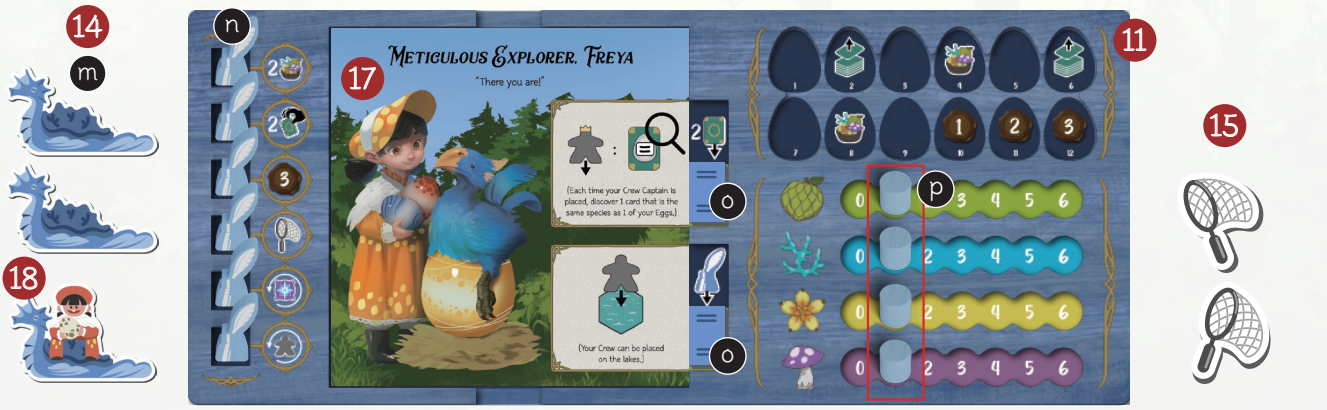 14
m
18
n
2
2
3
17
METICULOUS EXPLORER, FREYA
"There you are!"
:
(Each time your Crew Captain is
placed, discover 1 card that is the
same species as 1 of your Eggs.)
(Your Crew can be placed
on the lakes.)
2
o
o
11
1 2 3 4 5 6
1 2 3
7 8 9 10 11 12
p
0 2 3 4 5 6
0 2 3 4 5 6
0 2 3 4 5 6
0 2 3 4 5 6
15